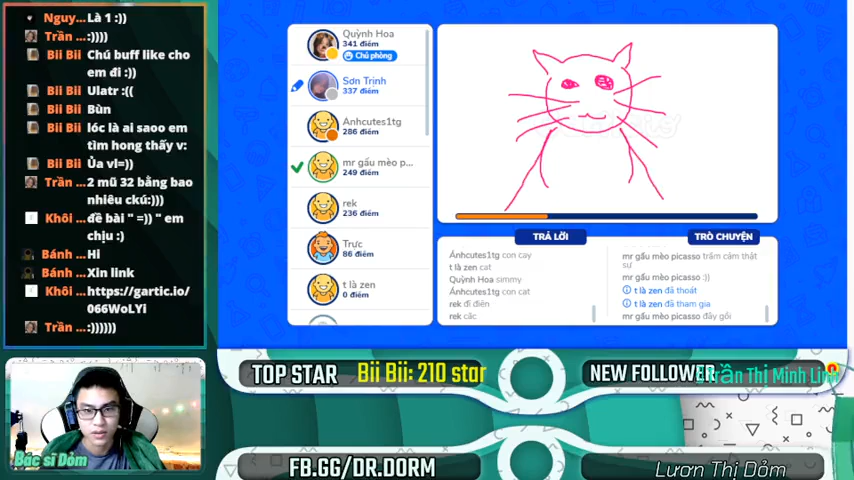 Nguy... Là 1 :))
Trần ... :))))
Bii Bii Chú buff like cho
em đi :))
Bii Bii Ulatr :((
Bii Bii Bùn
Bii Bii lóc là ai saoo em
tìm hong thấy v:
Bii Bii Ủa vl=))
Trần ... 2 mũ 32 bằng bao
nhiêu ckú:)))
Khôi ... đề bài " =)) " em
chịu :)
Bánh ... Hi
Bánh ... Xin link
Khôi ... https://gartic.io/
066WoLYi
Trần ... :))))))
Quỳnh Hoa
341 điểm
Chủ phòng
Sơn Trịnh
337 điểm
Anhcutes1tg
286 điểm
mr gấu mèo p...
249 điểm
rek
236 điểm
Trực
86 điểm
t là zen
0 điểm
TRẢ LỜI
Ánhcutes1tg con cay
t là zen cat
Quỳnh Hoa simmy
Ánhcutes1tg con cat
rek đi điên
rek cấc
TRÒ CHUYỆN
mr gấu mèo picasso trầm cảm thật
sự
mr gấu mèo picasso :))
t là zen đã thoát
t là zen đã tham gia
mr gấu mèo picasso đây gồi
TOP STAR Bii Bii: 210 star
NEW FOLLOWER Trần Thị Minh Linh
Bác sĩ Dỏm
FB.GG/DR.DORM
Lươn Thị Dỏm